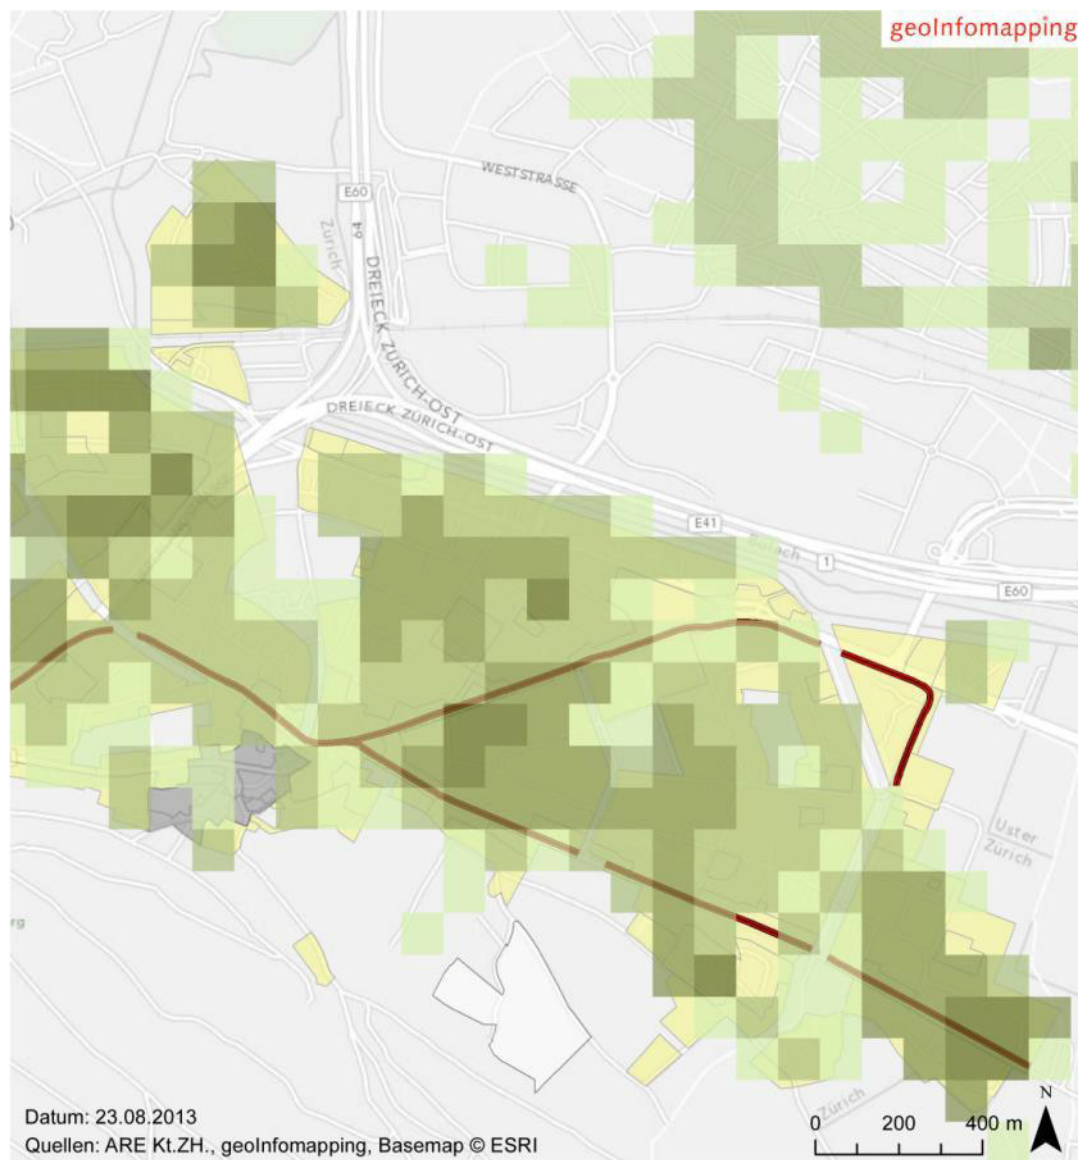 geoInfomapping
WESTSTRASSE
E60
64
Zürich
DREIECK ZÜRICH-OST
DREIECK ZÜRICH-OST
E41
1
E60
Uster
Zürich
Zürich
N
Datum: 23.08.2013
0 200 400 m
Quellen: ARE Kt.ZH., geoInfomapping, Basemap © ESRI